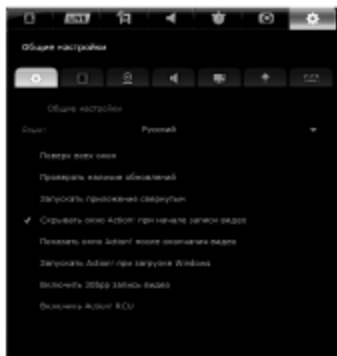 LIVE
Общие настройки
Общие настройки
Язык: Русский
Поверх всех окон
Проверять наличие обновлений
Запускать приложение свернутым
Скрывать окно Action! при начале записи видео
Показать окно Action! после окончания видео
Запускать Action! при загрузке Windows
Включить 30bpp запись видео
Включить Action! RCU